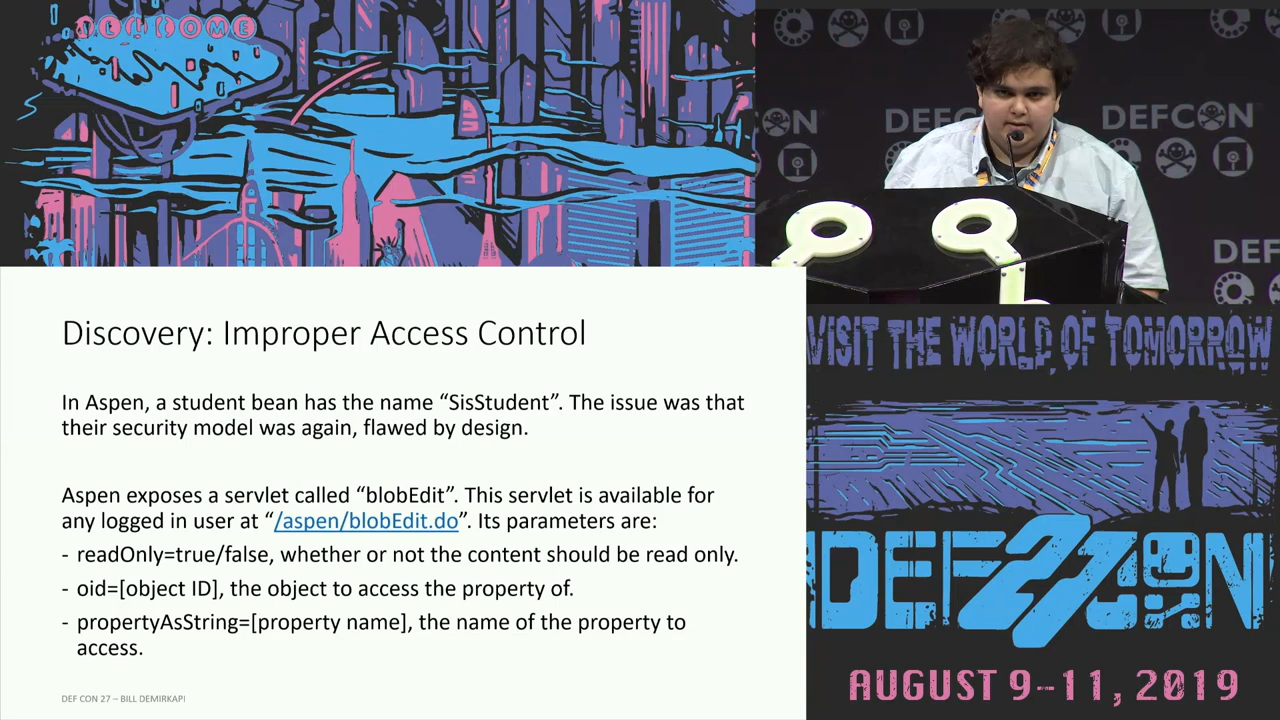 WELCOME
DEFCON
DEFCON
DEF
Discovery: Improper Access Control
In Aspen, a student bean has the name “SisStudent”. The issue was that
their security model was again, flawed by design.
Aspen exposes a servlet called “blobEdit”. This servlet is available for
any logged in user at “/aspen/blobEdit.do”. Its parameters are:
- readOnly=true/false, whether or not the content should be read only.
- oid=[object ID], the object to access the property of.
- propertyAsString=[property name], the name of the property to
access.
DEF CON 27 – BILL DEMIRKAPI
VISIT THE WORLD OF TOMORROW
DEF27CON
AUGUST 9-11, 2019